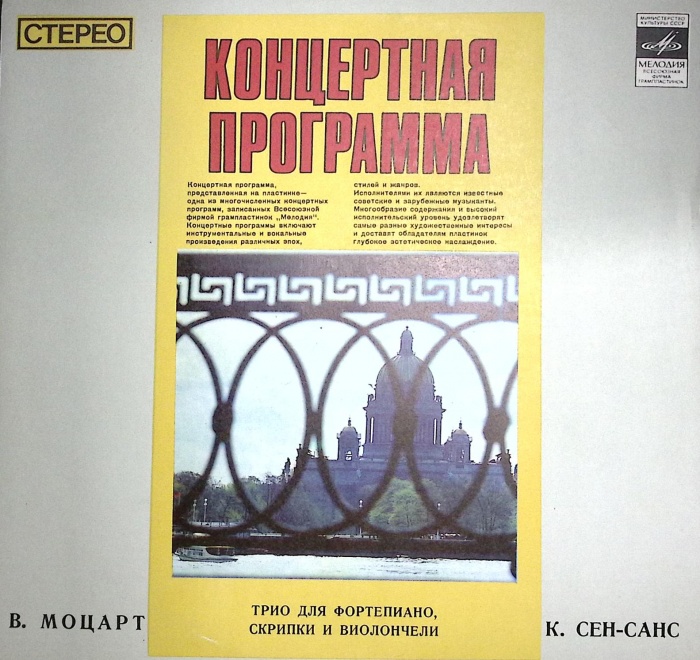 СТЕРЕО
МИНИСТЕРСТВО
КУЛЬТУРЫ СССР
МЕЛОДИЯ
ВСЕСОЮЗНАЯ
ФИРМА
ГРАМПЛАСТИНОК
КОНЦЕРТНАЯ
ПРОГРАММА
Концертная программа,
представленная на пластинке—
одна из многочисленных концертных
программ, записанных Всесоюзной
фирмой грампластинок „Мелодия".
Концертные программы включают
инструментальные и вокальные
произведения различных эпох,
стилей и жанров.
Исполнителями их являются известные
советские и зарубежные музыканты.
Многообразие содержания и высокий
исполнительский уровень удовлетворят
самые разные художественные интересы
и доставят обладателям пластинок
глубокое эстетическое наслаждение.
В. МОЦАРТ
ТРИО ДЛЯ ФОРТЕПИАНО,
СКРИПКИ И ВИОЛОНЧЕЛИ
К. СЕН-САНС